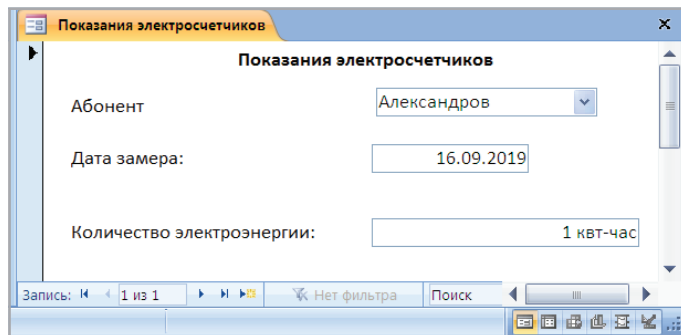 Показания электросчетчиков
Показания электросчетчиков
Абонент Александров
Дата замера: 16.09.2019
Количество электроэнергии: 1 квт-час
Запись: 1 из 1 Нет фильтра Поиск